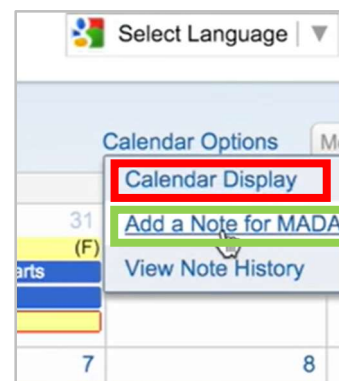 Select Language
Calendar Options
Calendar Display
31
Add a Note for MADA
(F)
arts
View Note History
7 8